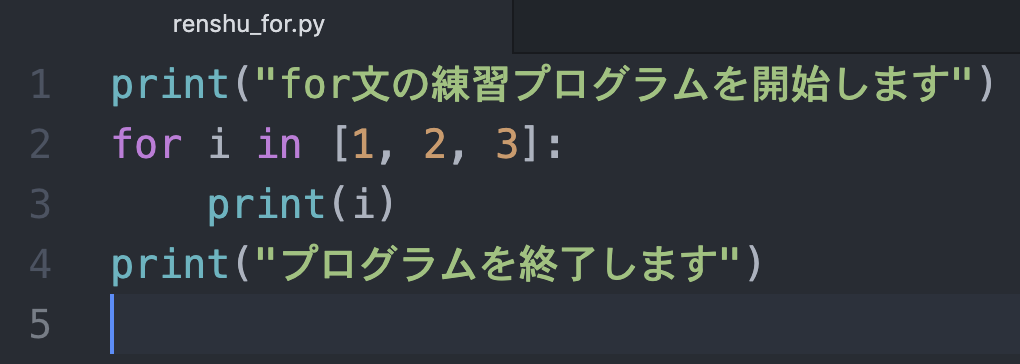 renshu_for.py
1 print("for文の練習プログラムを開始します")
2 for i in [1, 2, 3]:
3     print(i)
4 print("プログラムを終了します")
5